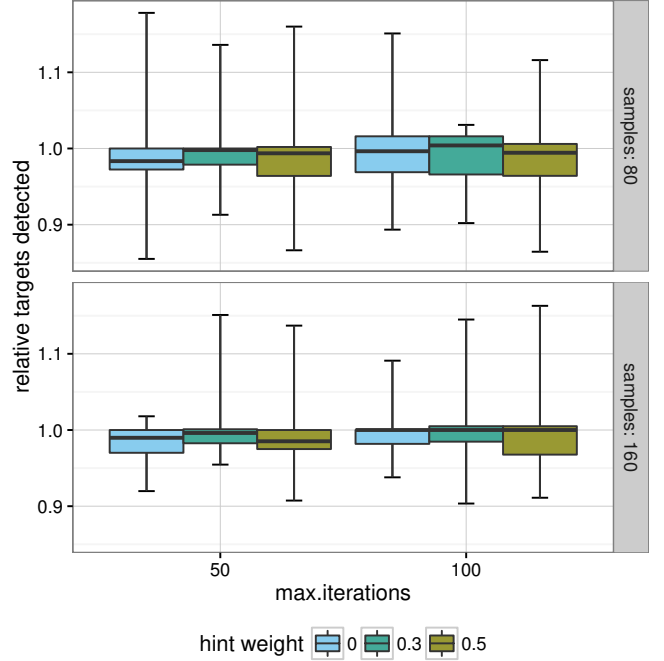 relative targets detected
1.1
1.0
0.9
samples: 80
1.1
1.0
0.9
samples: 160
50 100
max.iterations
hint weight 0 0.3 0.5